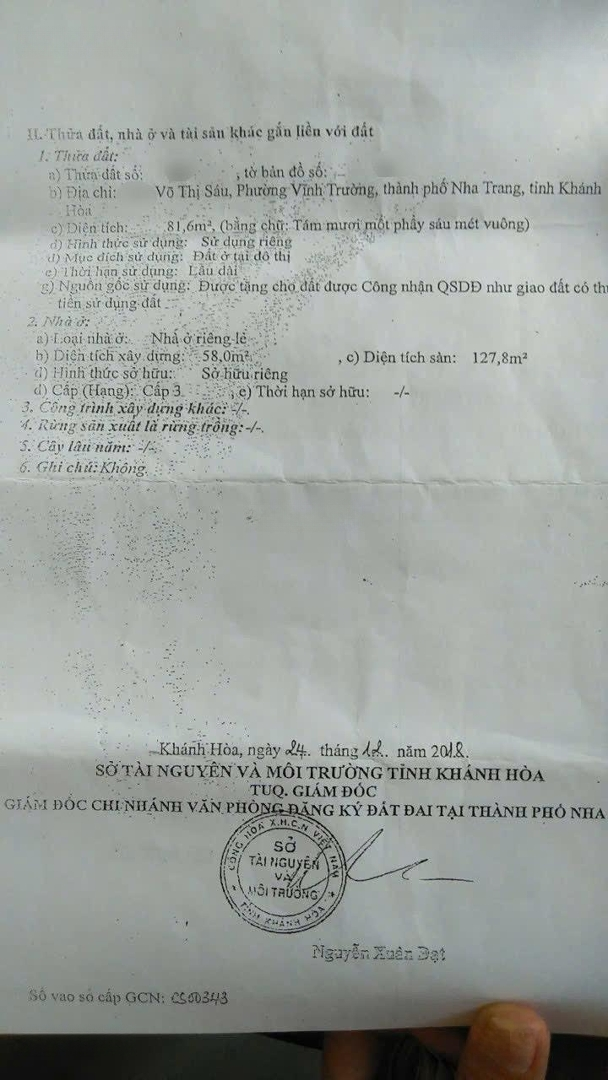 II. Thửa đất, nhà ở và tài sản khác gắn liền với đất
1. Thửa đất:
a) Thửa đất số: , tờ bản đồ số:
b) Địa chỉ: Võ Thị Sáu, Phường Vĩnh Trường, thành phố Nha Trang, tỉnh Khánh
Hòa
c) Diện tích: 81,6m², (bằng chữ: Tám mươi mốt phẩy sáu mét vuông)
d) Hình thức sử dụng: Sử dụng riêng
đ) Mục đích sử dụng: Đất ở tại đô thị
e) Thời hạn sử dụng: Lâu dài
g) Nguồn gốc sử dụng: Được tặng cho đất được Công nhận QSDĐ như giao đất có th
tiền sử dụng đất
2. Nhà ở:
a) Loại nhà ở: Nhà ở riêng lẻ
b) Diện tích xây dựng: 58,0m² , c) Diện tích sàn: 127,8m²
d) Hình thức sở hữu: Sở hữu riêng
đ) Cấp (Hạng): Cấp 3 , e) Thời hạn sở hữu: -/-
3. Công trình xây dựng khác: -/-.
4. Rừng sản xuất là rừng trồng: -/-.
5. Cây lâu năm: -/-.
6. Ghi chú: Không.
Khánh Hòa, ngày 24. tháng 12. năm 2018.
SỞ TÀI NGUYÊN VÀ MÔI TRƯỜNG TỈNH KHÁNH HÒA
TUQ. GIÁM ĐỐC
GIÁM ĐỐC CHI NHÁNH VĂN PHÒNG ĐĂNG KÝ ĐẤT ĐAI TẠI THÀNH PHỐ NHA
CỘNG HÒA X.H.C.N VIỆT NAM
SỞ
TÀI NGUYÊN
VÀ
MÔI TRƯỜNG
TỈNH KHÁNH HÒA
Nguyễn Xuân Đạt
Số vào sổ cấp GCN: CS00343